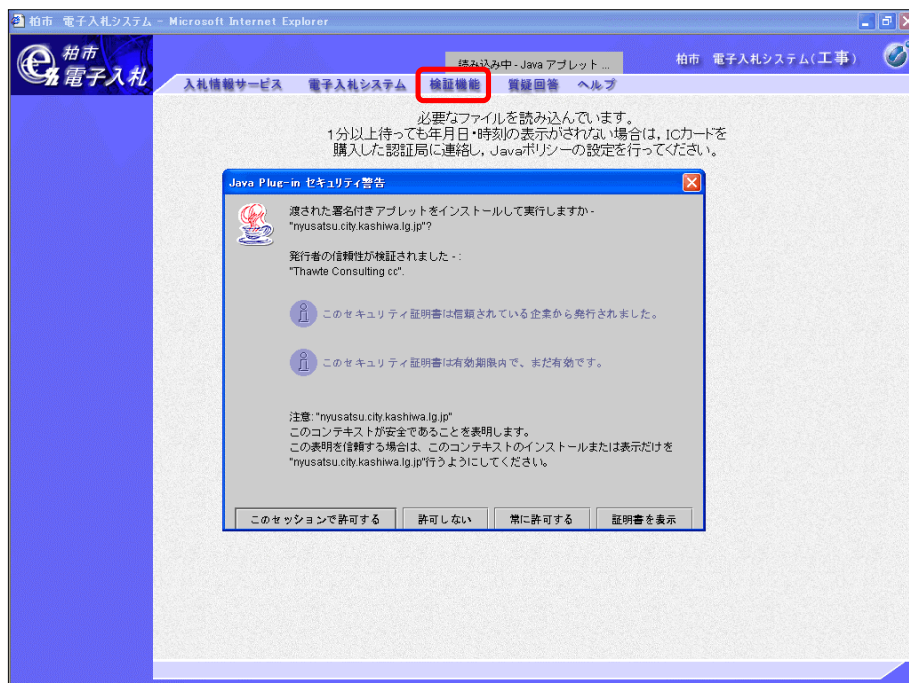 柏市 電子入札システム - Microsoft Internet Explorer
柏市
電子入札
読み込み中 - Java アプレット ...
柏市 電子入札システム(工事)
入札情報サービス 電子入札システム 検証機能 質疑回答 ヘルプ
必要なファイルを読み込んでいます。
1分以上待っても年月日・時刻の表示がされない場合は，ICカードを
購入した認証局に連絡し，Javaポリシーの設定を行ってください。
Java Plug-in セキュリティ警告
渡された署名付きアプレットをインストールして実行しますか -
"nyusatsu.city.kashiwa.lg.jp"?
発行者の信頼性が検証されました - :
"Thawte Consulting cc".
このセキュリティ証明書は信頼されている企業から発行されました。
このセキュリティ証明書は有効期限内で、まだ有効です。
注意: "nyusatsu.city.kashiwa.lg.jp"
このコンテキストが安全であることを表明します。
この表明を信頼する場合は、このコンテキストのインストールまたは表示だけを
"nyusatsu.city.kashiwa.lg.jp"行うようにしてください。
このセッションで許可する 許可しない 常に許可する 証明書を表示